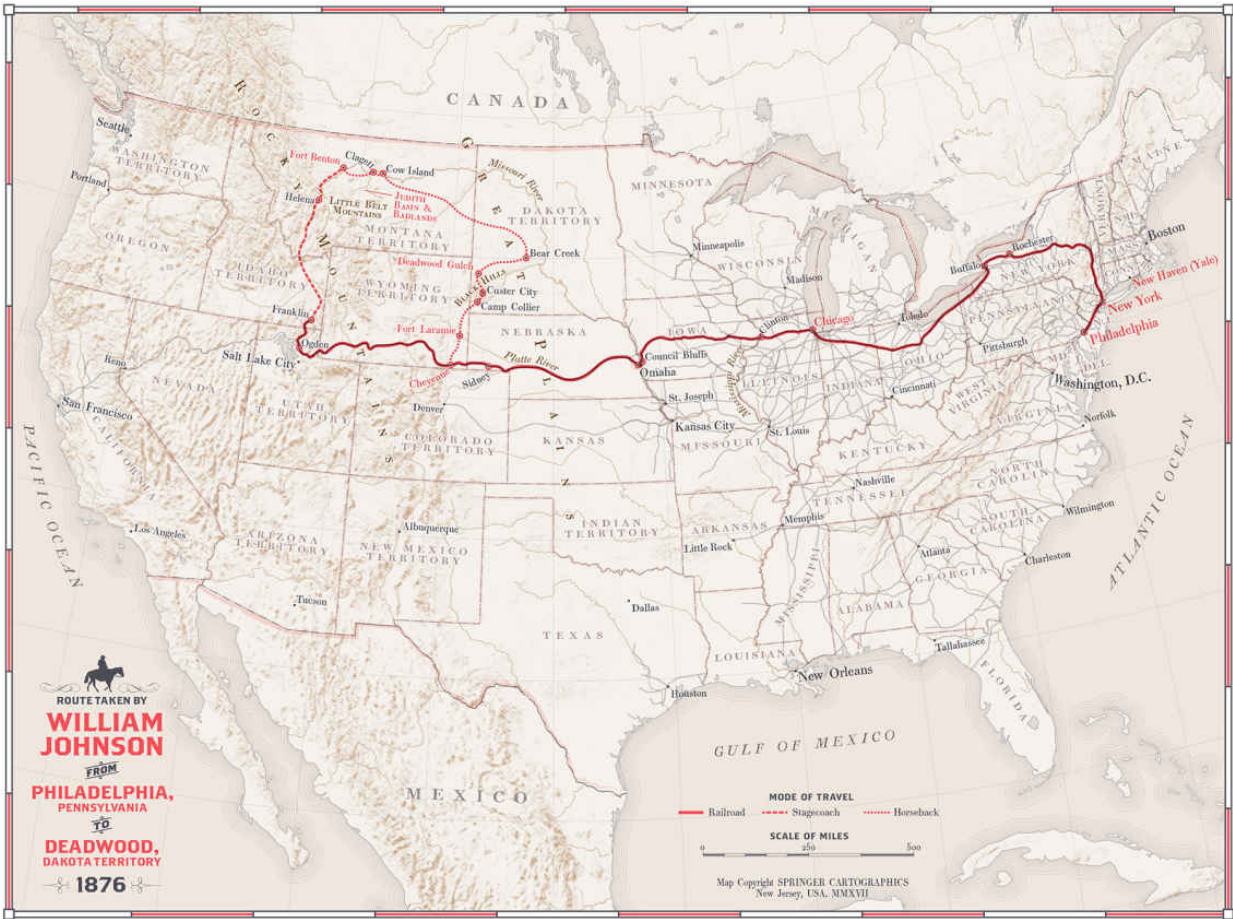 CANADA
ROCKY MOUNTAINS
GREAT PLAINS
Missouri River
Seattle
WASHINGTON
TERRITORY
Portland
OREGON
Fort Benton
Clagett
Cow Island
Helena
LITTLE BELT
MOUNTAINS
JUDITH
BASIN &
BADLANDS
MONTANA
TERRITORY
DAKOTA
TERRITORY
IDAHO
TERRITORY
WYOMING
TERRITORY
Deadwood Gulch
Bear Creek
BLACK HILLS
Custer City
Camp Collier
Fort Laramie
Franklin
Ogden
Salt Lake City
Cheyenne
Sidney
NEBRASKA
Platte River
MINNESOTA
Minneapolis
WISCONSIN
Madison
MICHIGAN
IOWA
Clinton
Chicago
Council Bluffs
Omaha
Mississippi River
ILLINOIS
INDIANA
OHIO
Toledo
Buffalo
Rochester
NEW YORK
VERMONT
N.H.
MAINE
MASS.
Boston
CONN.
New Haven (Yale)
New York
N.J.
Philadelphia
PENNSYLVANIA
Pittsburgh
MD.
DEL.
Washington, D.C.
WEST
VIRGINIA
VIRGINIA
Norfolk
Cincinnati
Reno
NEVADA
San Francisco
CALIFORNIA
UTAH
TERRITORY
Denver
COLORADO
TERRITORY
KANSAS
St. Joseph
Kansas City
MISSOURI
St. Louis
KENTUCKY
Nashville
TENNESSEE
NORTH
CAROLINA
Wilmington
SOUTH
CAROLINA
Charleston
Los Angeles
ARIZONA
TERRITORY
Albuquerque
NEW MEXICO
TERRITORY
INDIAN
TERRITORY
ARKANSAS
Little Rock
Memphis
MISSISSIPPI
ALABAMA
Atlanta
GEORGIA
Tucson
Dallas
TEXAS
LOUISIANA
New Orleans
Houston
Tallahassee
FLORIDA
PACIFIC OCEAN
ATLANTIC OCEAN
GULF OF MEXICO
MEXICO
ROUTE TAKEN BY
WILLIAM
JOHNSON
FROM
PHILADELPHIA,
PENNSYLVANIA
TO
DEADWOOD,
DAKOTA TERRITORY
1876
MODE OF TRAVEL
Railroad Stagecoach Horseback
SCALE OF MILES
0 250 500
Map Copyright SPRINGER CARTOGRAPHICS
New Jersey, USA. MMXVII